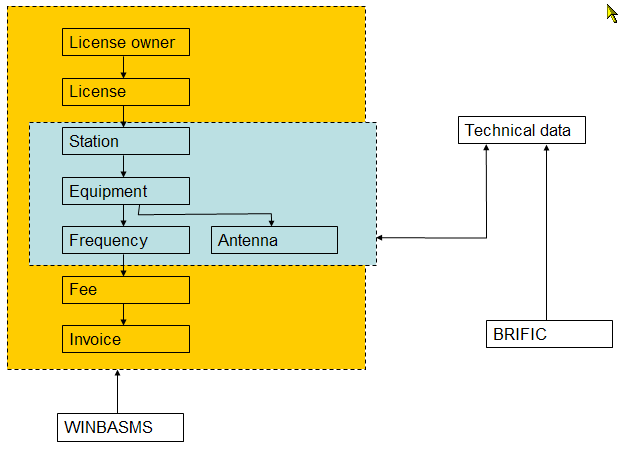 License owner
License
Station
Technical data
Equipment
Frequency
Antenna
Fee
Invoice
BRIFIC
WINBASMS